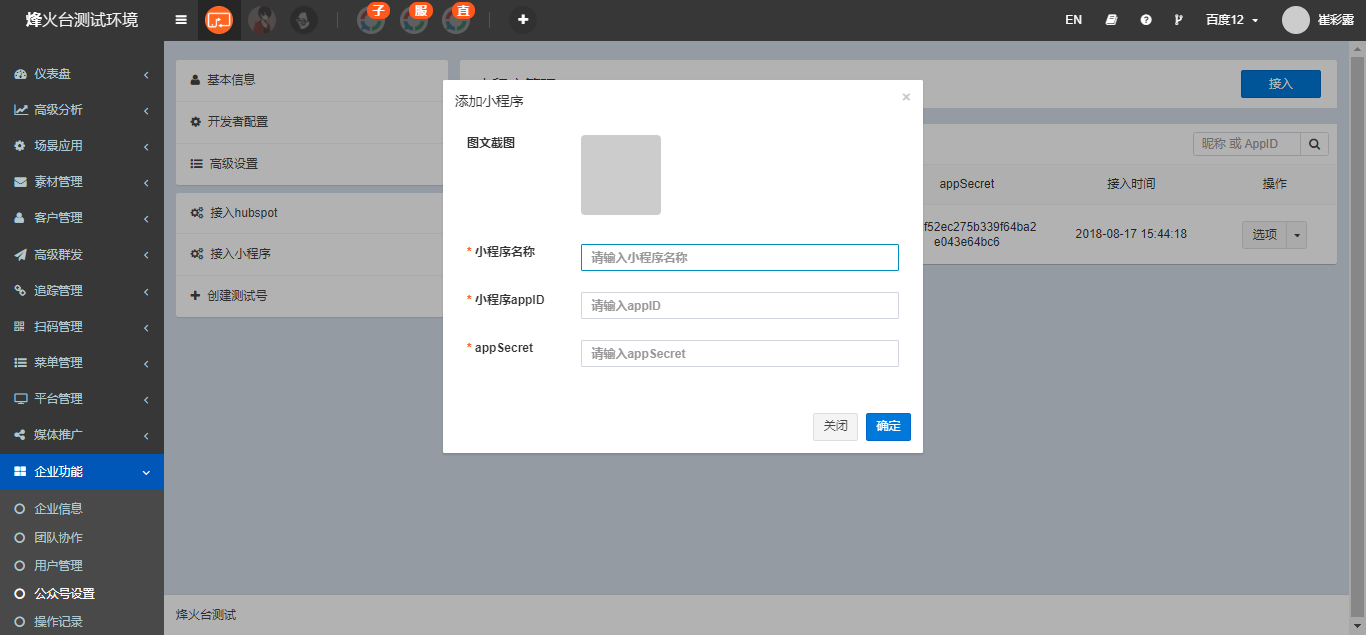 烽火台测试环境
子
服
直
EN
百度12
崔彩霞
仪表盘
高级分析
场景应用
素材管理
客户管理
高级群发
追踪管理
扫码管理
菜单管理
平台管理
媒体推广
企业功能
企业信息
团队协作
用户管理
公众号设置
操作记录
基本信息
开发者配置
高级设置
接入hubspot
接入小程序
创建测试号
接入
昵称 或 AppID
appSecret
接入时间
操作
f52ec275b339f64ba2
e043e64bc6
2018-08-17 15:44:18
选项
添加小程序
×
图文截图
* 小程序名称
请输入小程序名称
* 小程序appID
请输入appID
* appSecret
请输入appSecret
关闭
确定
烽火台测试